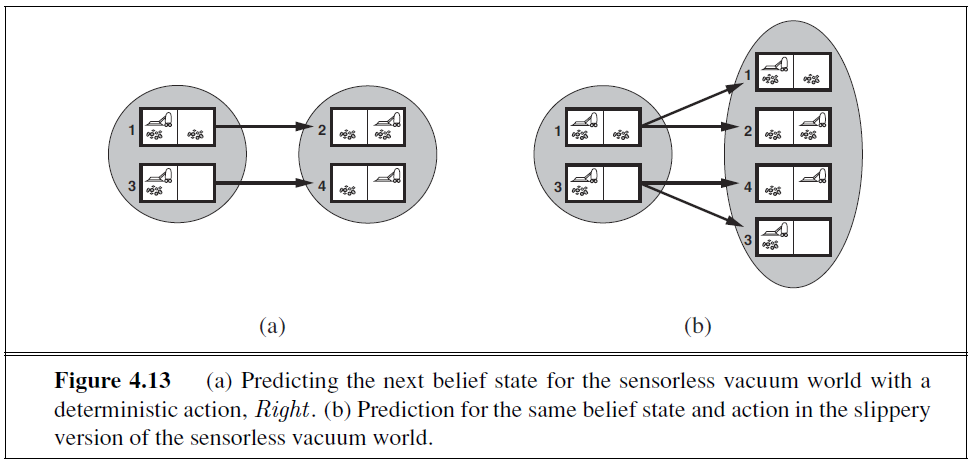 1
2
3
4
1
3
1
2
4
3
(a)
(b)
Figure 4.13 (a) Predicting the next belief state for the sensorless vacuum world with a
deterministic action, Right. (b) Prediction for the same belief state and action in the slippery
version of the sensorless vacuum world.